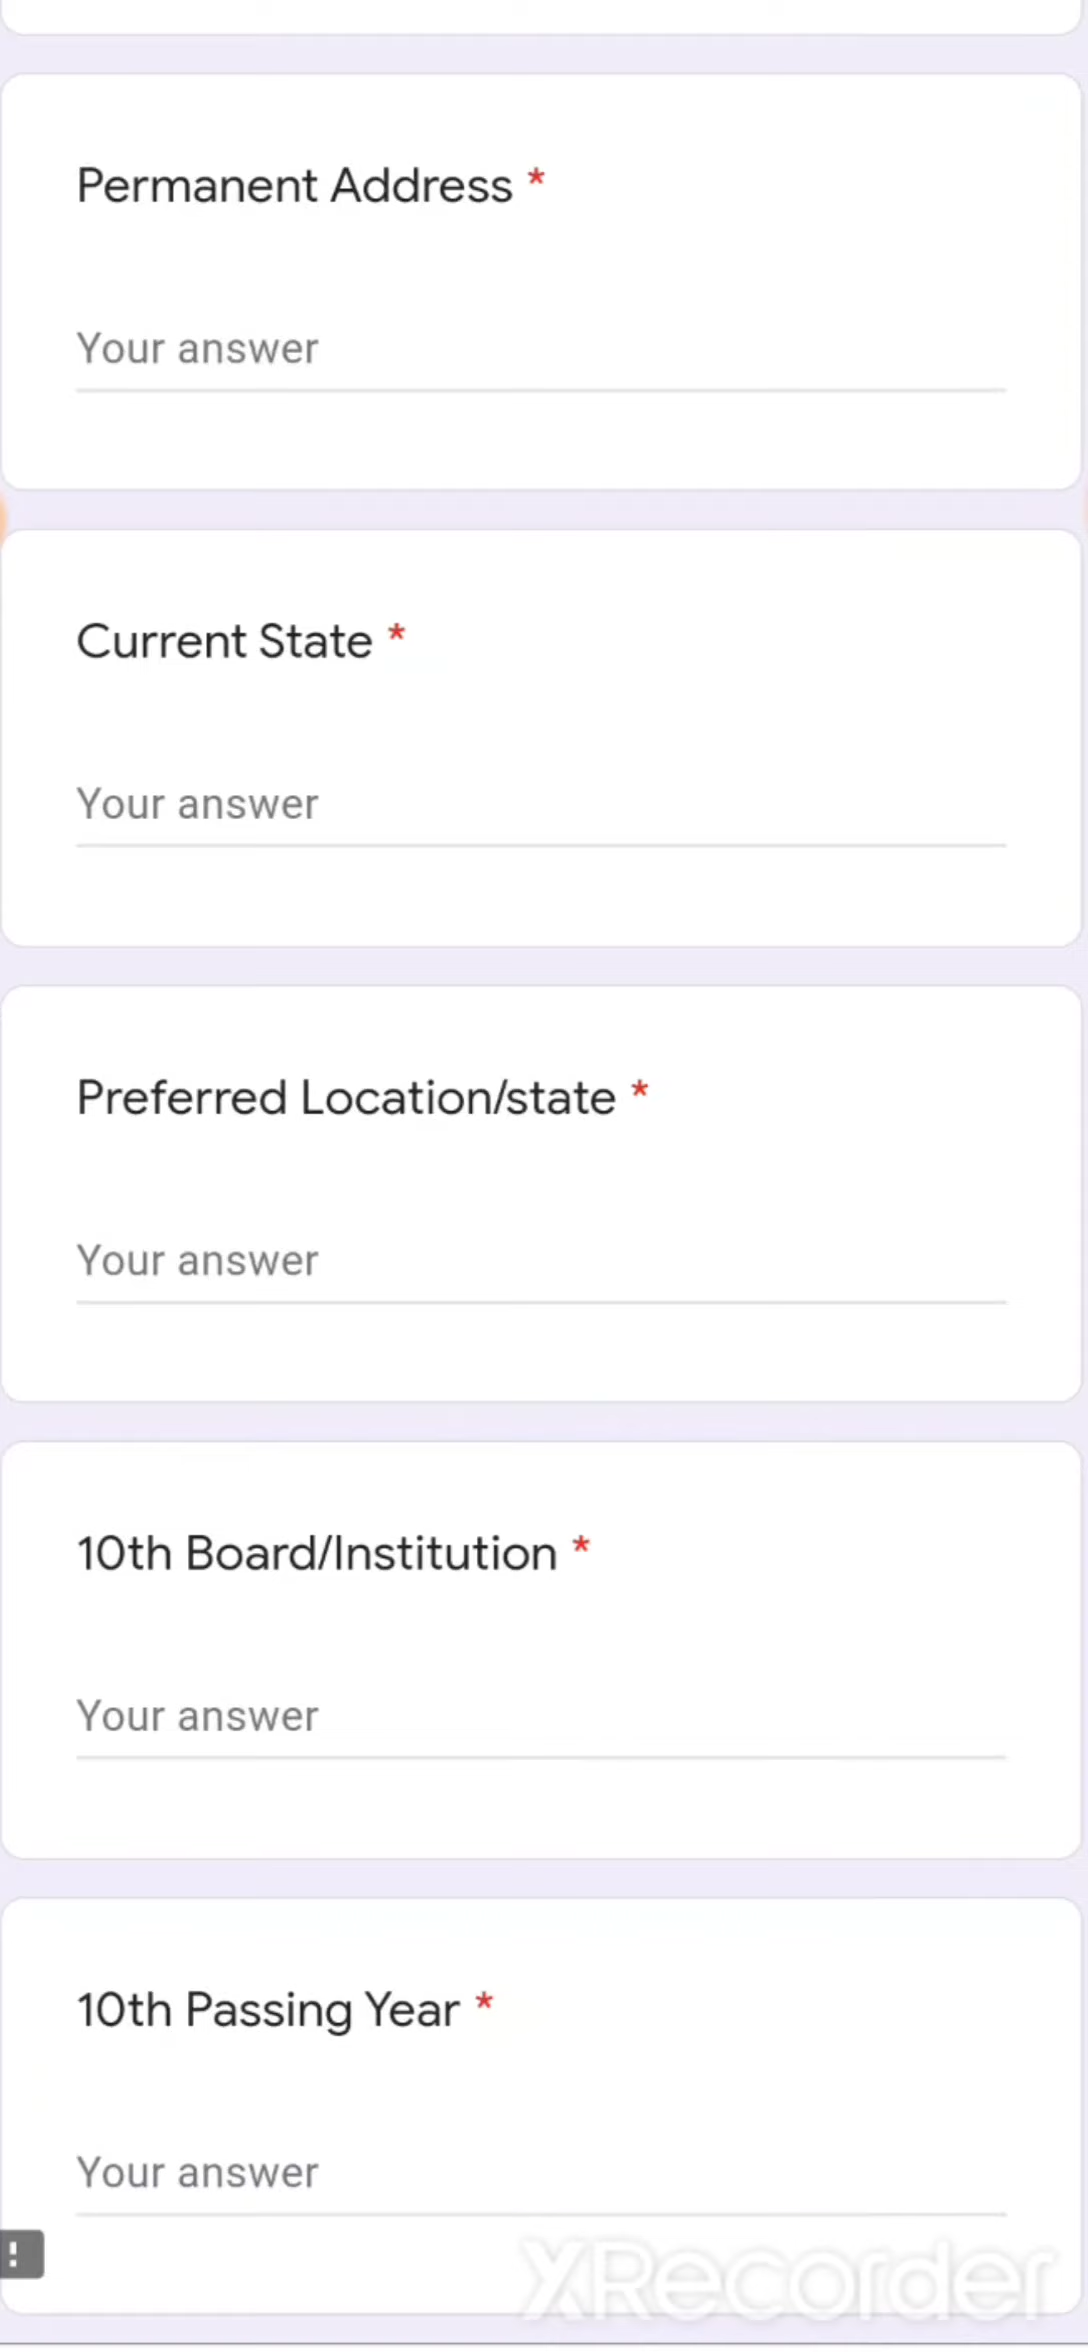 Permanent Address *
Your answer
Current State *
Your answer
Preferred Location/state *
Your answer
10th Board/Institution *
Your answer
10th Passing Year *
Your answer
!
XRecorder